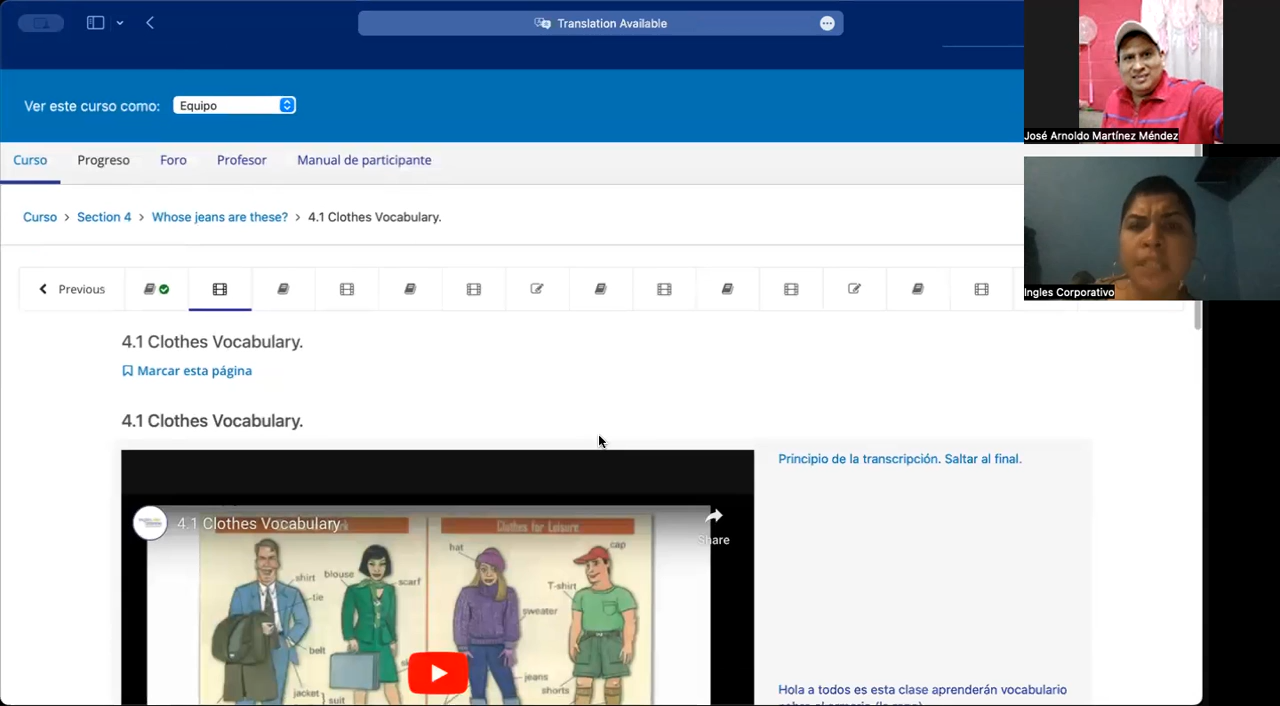 Translation Available
Ver este curso como:
Equipo
Curso
Progreso
Foro
Profesor
Manual de participante
Curso > Section 4 > Whose jeans are these? > 4.1 Clothes Vocabulary.
Previous
4.1 Clothes Vocabulary.
Marcar esta página
4.1 Clothes Vocabulary.
4.1 Clothes Vocabulary
Share
Clothes for Leisure
shirt
tie
belt
jacket
suit
blouse
scarf
hat
sweater
jeans
cap
T-shirt
shorts
Principio de la transcripción. Saltar al final.
Hola a todos es esta clase aprenderán vocabulario
José Arnoldo Martínez Méndez
Ingles Corporativo